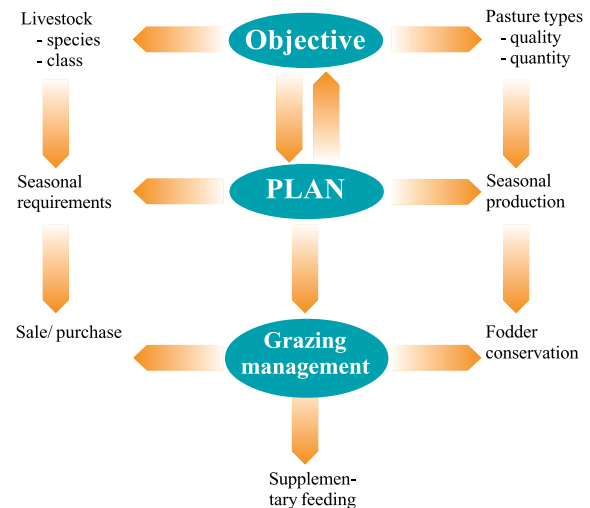 Livestock
- species
- class
Objective
Pasture types
- quality
- quantity
Seasonal
requirements
PLAN
Seasonal
production
Sale/ purchase
Grazing
management
Fodder
conservation
Supplemen-
tary feeding